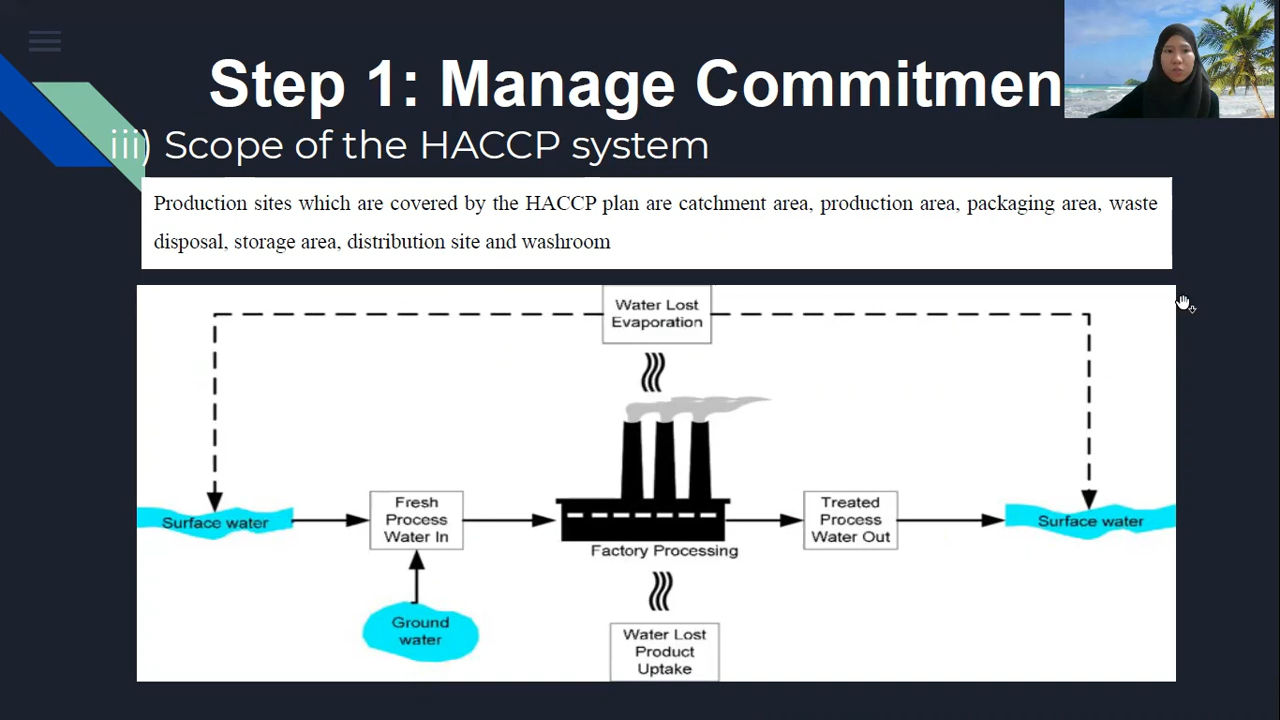 Step 1: Manage Commitmen
iii) Scope of the HACCP system
Production sites which are covered by the HACCP plan are catchment area, production area, packaging area, waste
disposal, storage area, distribution site and washroom
Water Lost
Evaporation
Surface water
Fresh
Process
Water In
Factory Processing
Treated
Process
Water Out
Surface water
Ground
water
Water Lost
Product
Uptake